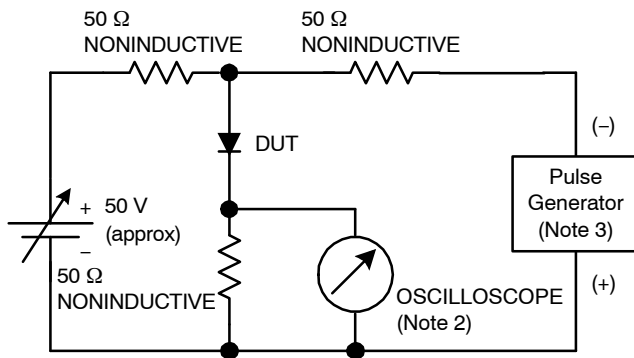 50 Ω
NONINDUCTIVE
50 Ω
NONINDUCTIVE
DUT
(−)
Pulse
Generator
(Note 3)
(+)
+
50 V
(approx)
−
50 Ω
NONINDUCTIVE
OSCILLOSCOPE
(Note 2)